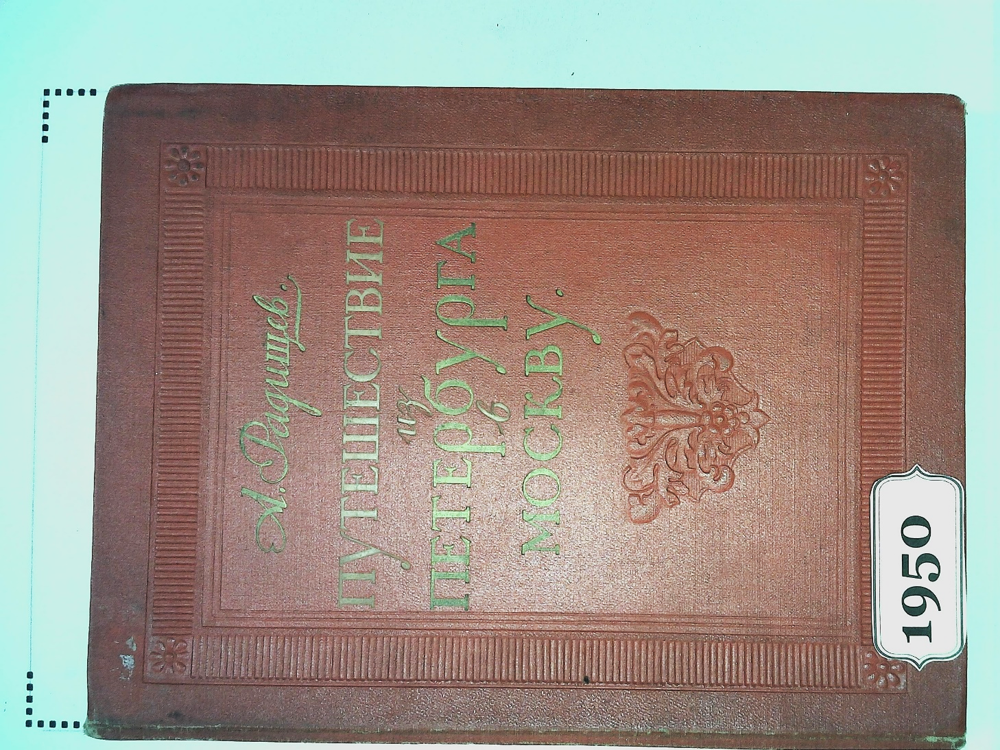 А. Радищев.
ПУТЕШЕСТВИЕ
из
ПЕТЕРБУРГА
в
МОСКВУ.
1950